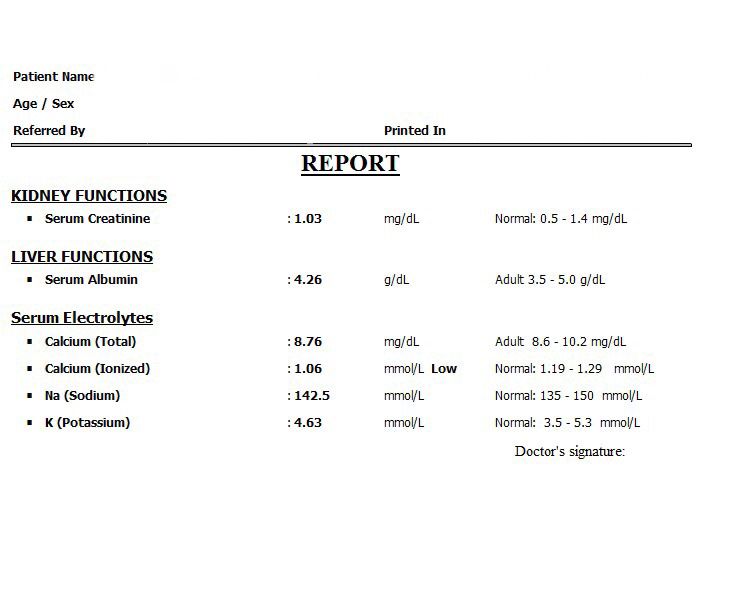 Patient Name
Age / Sex
Referred By Printed In
REPORT
KIDNEY FUNCTIONS
▪ Serum Creatinine : 1.03 mg/dL Normal: 0.5 - 1.4 mg/dL
LIVER FUNCTIONS
▪ Serum Albumin : 4.26 g/dL Adult 3.5 - 5.0 g/dL
Serum Electrolytes
▪ Calcium (Total) : 8.76 mg/dL Adult 8.6 - 10.2 mg/dL
▪ Calcium (Ionized) : 1.06 mmol/L Low Normal: 1.19 - 1.29 mmol/L
▪ Na (Sodium) : 142.5 mmol/L Normal: 135 - 150 mmol/L
▪ K (Potassium) : 4.63 mmol/L Normal: 3.5 - 5.3 mmol/L
Doctor's signature: